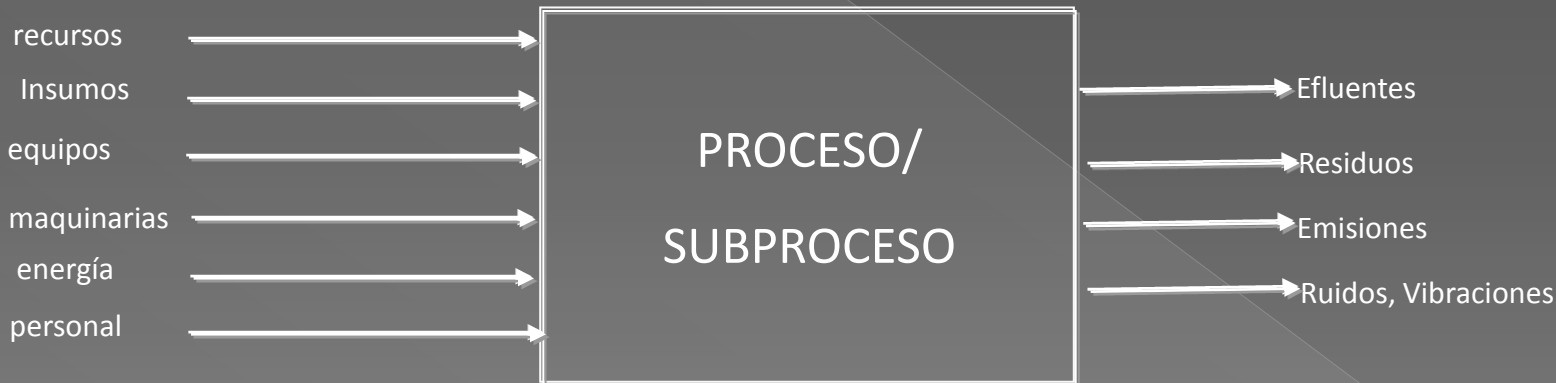 recursos
Insumos
equipos
maquinarias
energía
personal
PROCESO/
SUBPROCESO
Efluentes
Residuos
Emisiones
Ruidos, Vibraciones